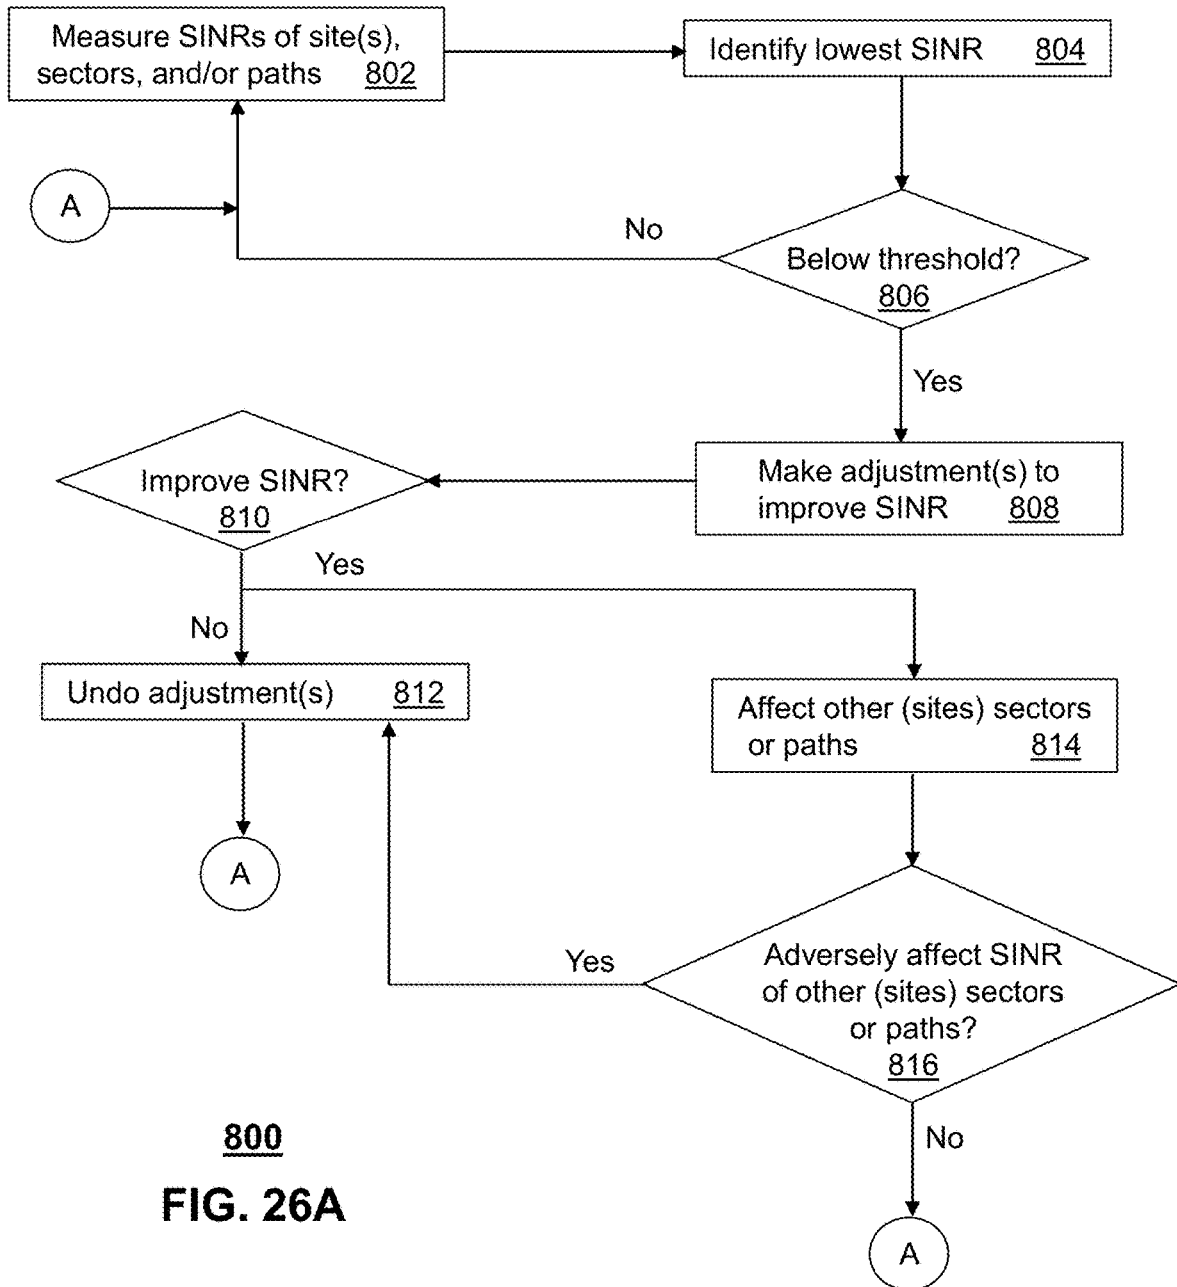 Measure SINRs of site(s),
sectors, and/or paths 802
Identify lowest SINR 804
A
No
Below threshold?
806
Yes
Improve SINR?
810
Make adjustment(s) to
improve SINR 808
Yes
No
Undo adjustment(s) 812
Affect other (sites) sectors
or paths 814
A
Yes
Adversely affect SINR
of other (sites) sectors
or paths?
816
No
800
FIG. 26A
A